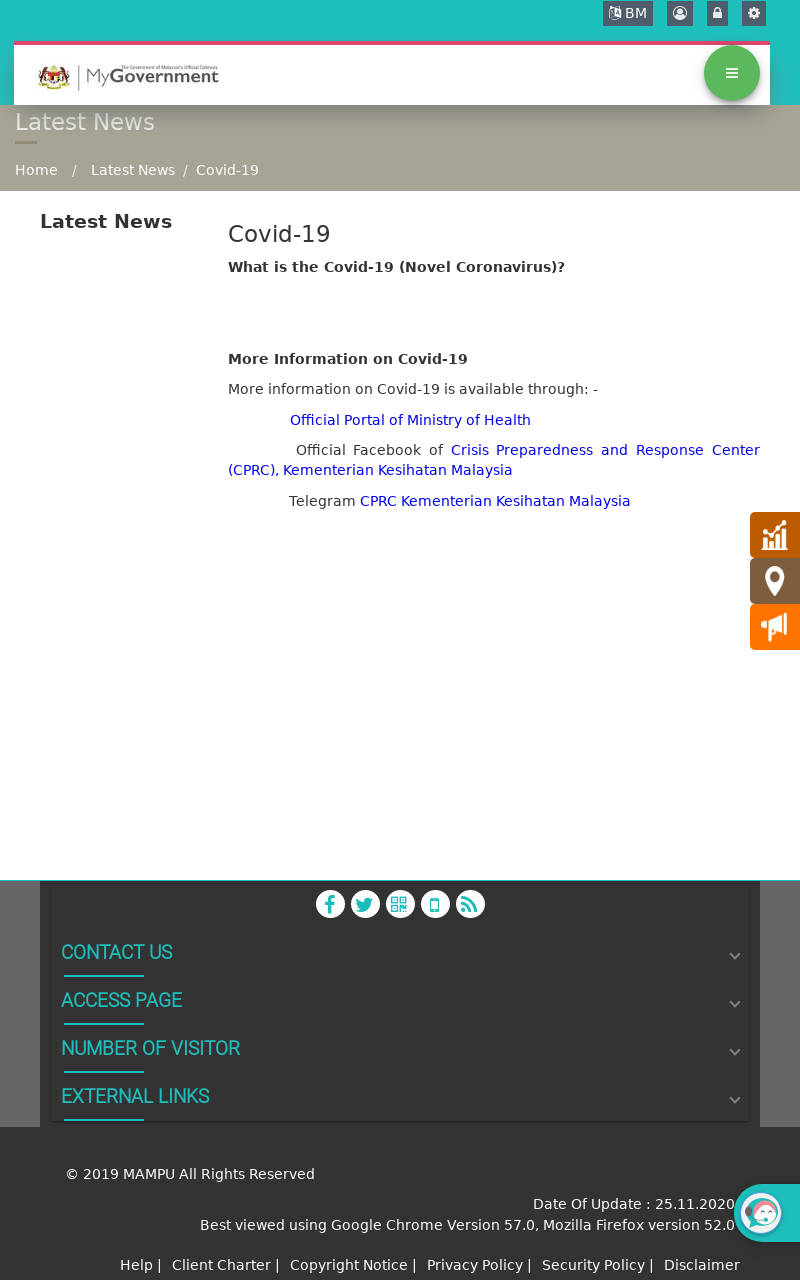 BM
The Government of Malaysia's Official Gateway
MyGovernment
Latest News
Home / Latest News / Covid-19
Latest News
Covid-19
What is the Covid-19 (Novel Coronavirus)?
More Information on Covid-19
More information on Covid-19 is available through: -
Official Portal of Ministry of Health
Official Facebook of Crisis Preparedness and Response Center
(CPRC), Kementerian Kesihatan Malaysia
Telegram CPRC Kementerian Kesihatan Malaysia
CONTACT US
ACCESS PAGE
NUMBER OF VISITOR
EXTERNAL LINKS
© 2019 MAMPU All Rights Reserved
Date Of Update : 25.11.2020
Best viewed using Google Chrome Version 57.0, Mozilla Firefox version 52.0
Help | Client Charter | Copyright Notice | Privacy Policy | Security Policy | Disclaimer